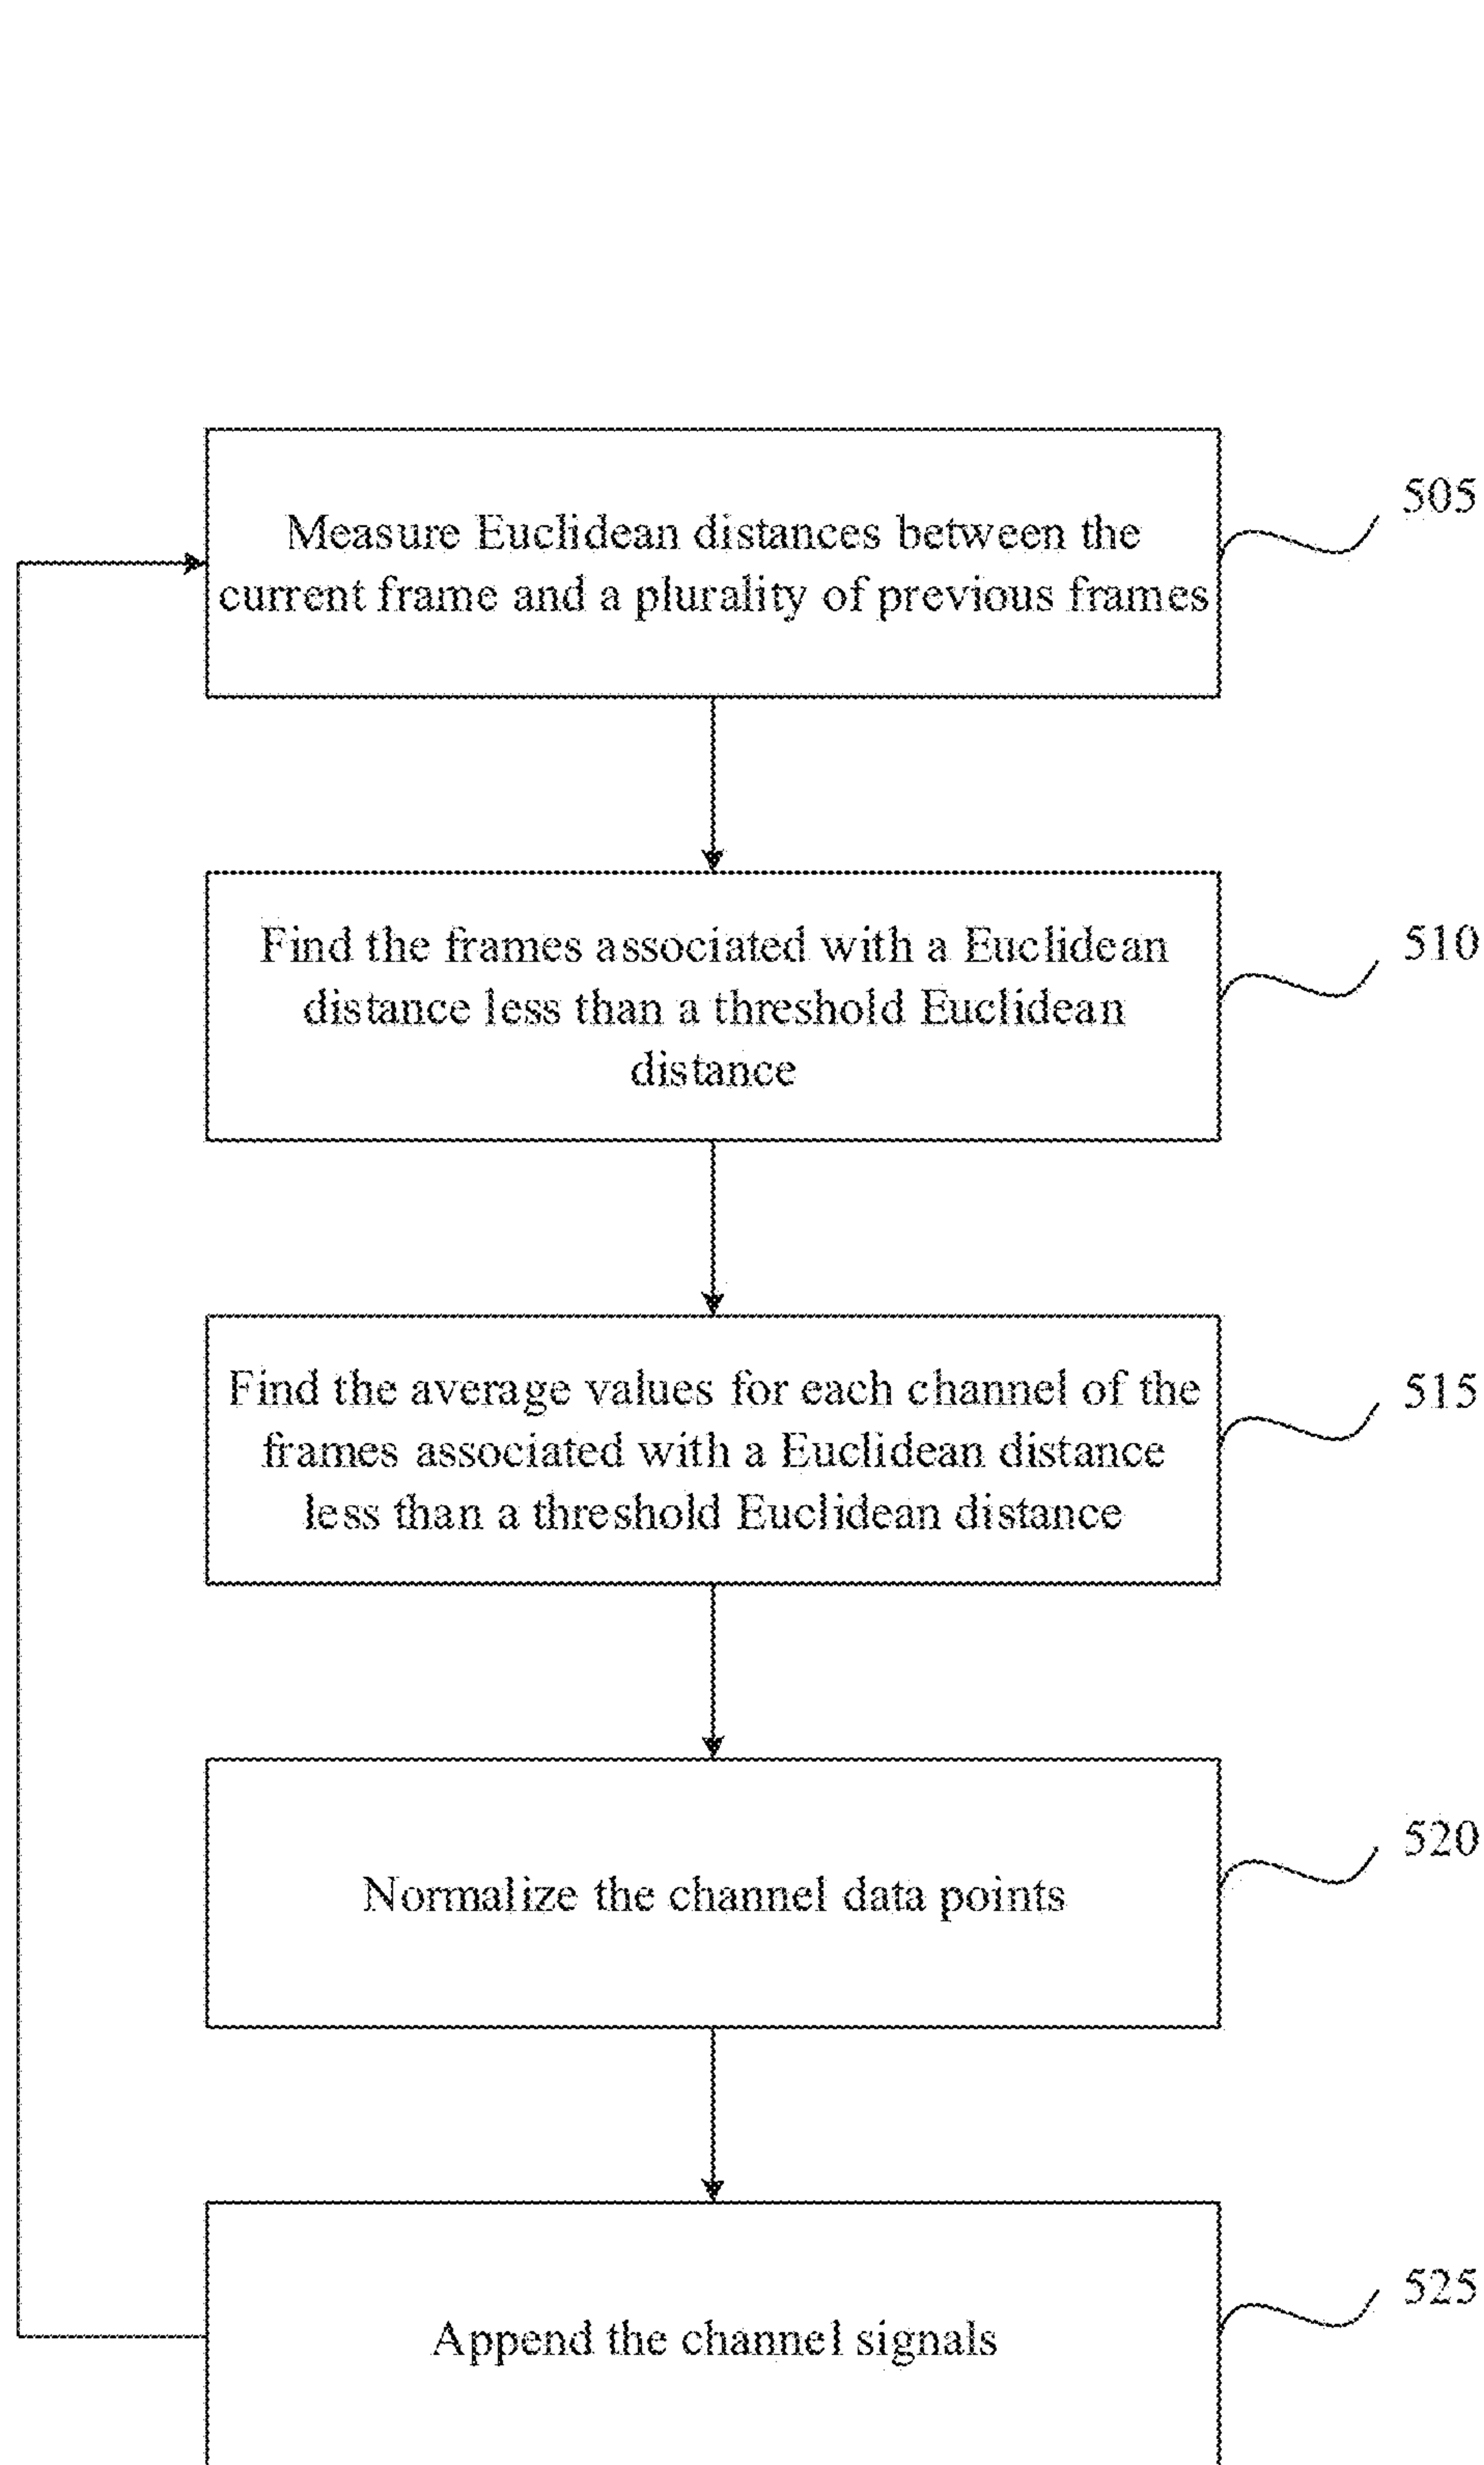 Measure Euclidean distances between the
current frame and a plurality of previous frames
505
Find the frames associated with a Euclidean
distance less than a threshold Euclidean
distance
510
Find the average values for each channel of the
frames associated with a Euclidean distance
less than a threshold Euclidean distance
515
Normalize the channel data points
520
Append the channel signals
525